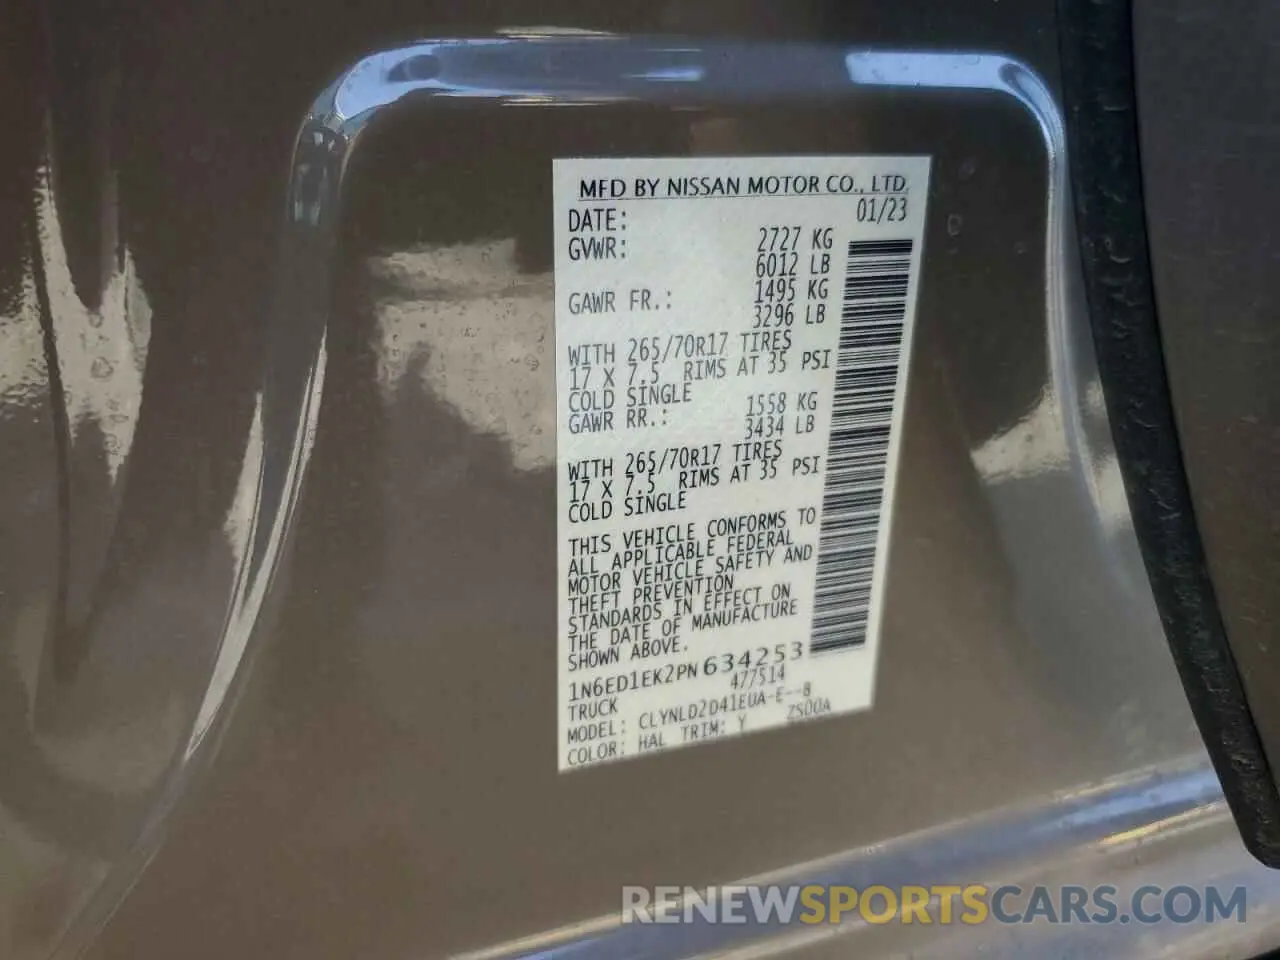 MFD BY NISSAN MOTOR CO., LTD.
DATE: 01/23
GVWR: 2727 KG
6012 LB
GAWR FR.: 1495 KG
3296 LB
WITH 265/70R17 TIRES
17 X 7.5 RIMS AT 35 PSI
COLD SINGLE
GAWR RR.: 1558 KG
3434 LB
WITH 265/70R17 TIRES
17 X 7.5 RIMS AT 35 PSI
COLD SINGLE
THIS VEHICLE CONFORMS TO
ALL APPLICABLE FEDERAL
MOTOR VEHICLE SAFETY AND
THEFT PREVENTION
STANDARDS IN EFFECT ON
THE DATE OF MANUFACTURE
SHOWN ABOVE.
1N6ED1EK2PN634253
TRUCK 477514
MODEL: CLYNLD2D41EUA-E--B
COLOR: HAL TRIM: Y ZS00A
RENEWSPORTSCARS.COM